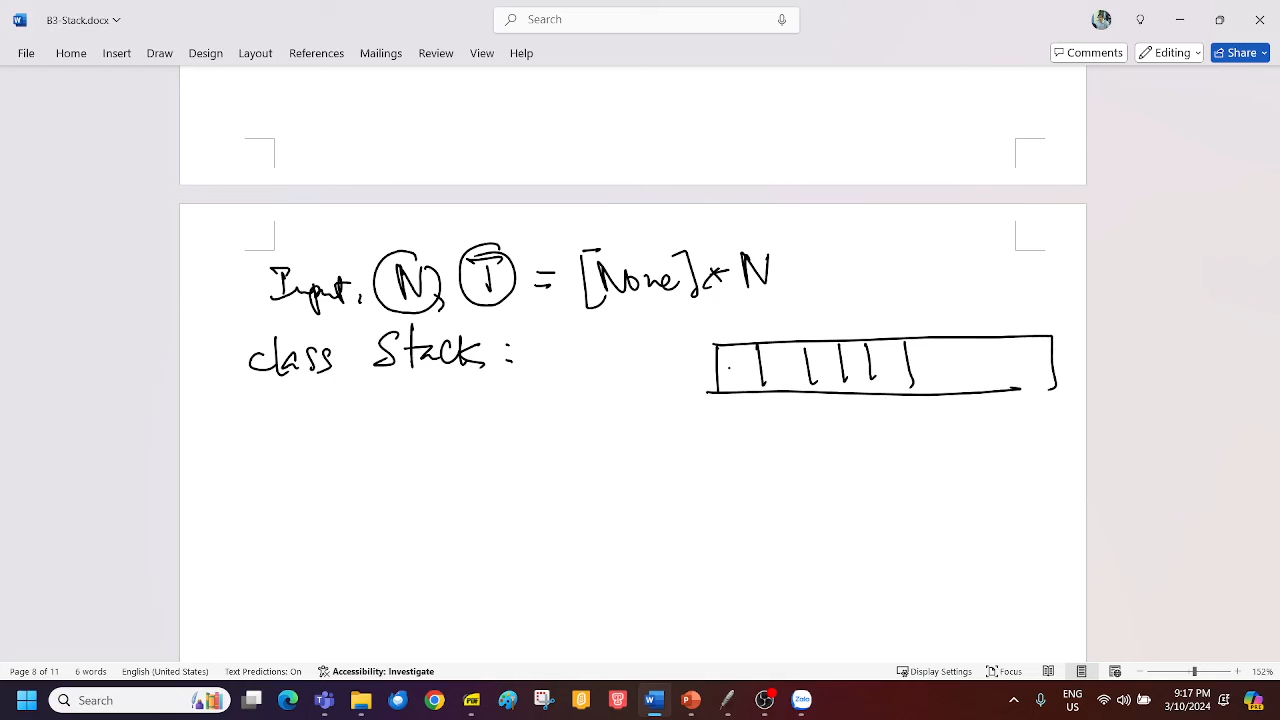 B3-Stack.docx
Search
File Home Insert Draw Design Layout References Mailings Review View Help
Comments Editing Share
Input, N, T = [None] * N
class Stack:
Page 8 of 11 6 words English (United States) Text Predictions: On Accessibility: Investigate Display Settings Focus 152%
Search ENG US 9:17 PM 3/10/2024